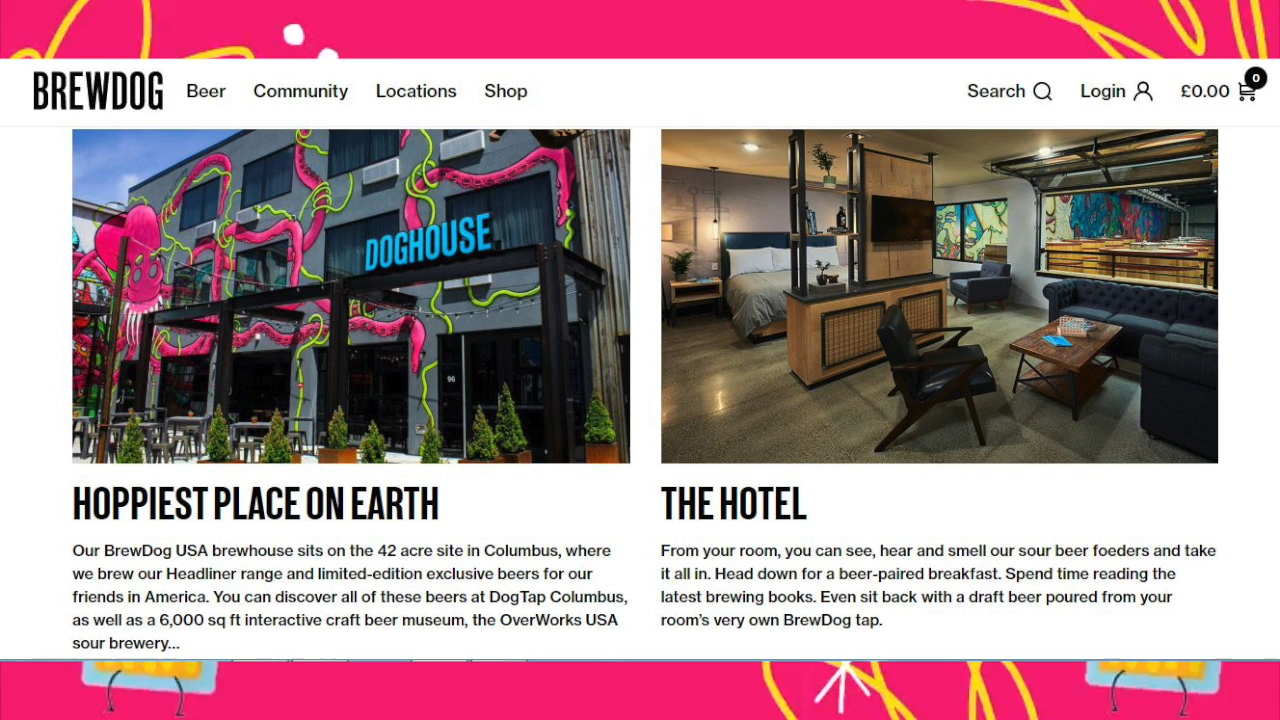 BREWDOG Beer Community Locations Shop Search Login £0.00 0
DOGHOUSE
96
HOPPIEST PLACE ON EARTH
Our BrewDog USA brewhouse sits on the 42 acre site in Columbus, where
we brew our Headliner range and limited-edition exclusive beers for our
friends in America. You can discover all of these beers at DogTap Columbus,
as well as a 6,000 sq ft interactive craft beer museum, the OverWorks USA
sour brewery...
THE HOTEL
From your room, you can see, hear and smell our sour beer foeders and take
it all in. Head down for a beer-paired breakfast. Spend time reading the
latest brewing books. Even sit back with a draft beer poured from your
room’s very own BrewDog tap.